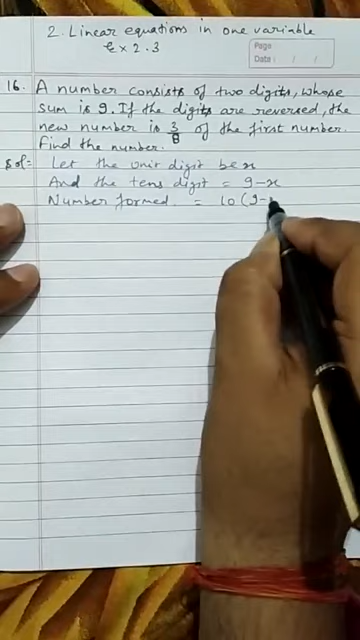 2. Linear equations in one variable
Ex 2.3
Page
Date: / /
16. A number consists of two digits, whose
sum is 9. If the digits are reversed, the
new number is 3/8 of the first number.
Find the number.
Sol= Let the unit digit be x
And the tens digit = 9-x
Number formed = 10(9-